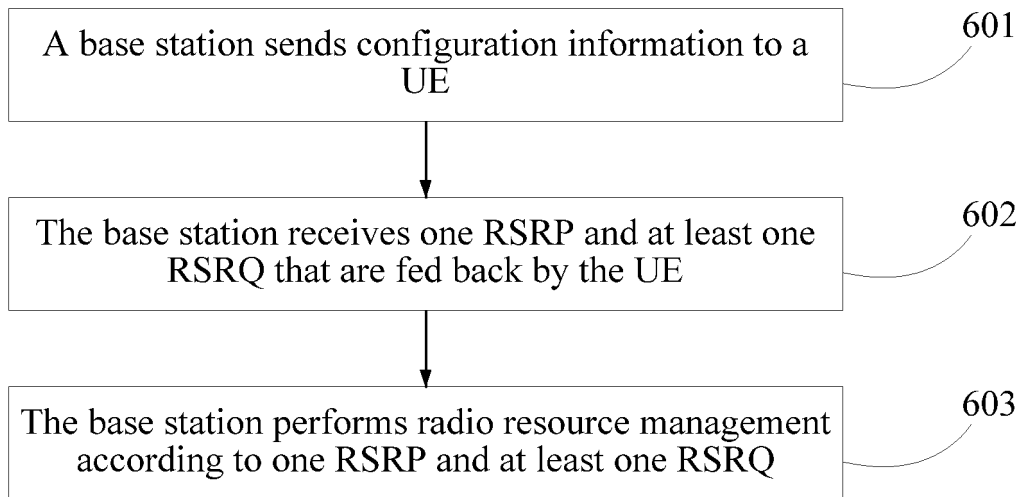 A base station sends configuration information to a
UE
601
The base station receives one RSRP and at least one
RSRQ that are fed back by the UE
602
The base station performs radio resource management
according to one RSRP and at least one RSRQ
603